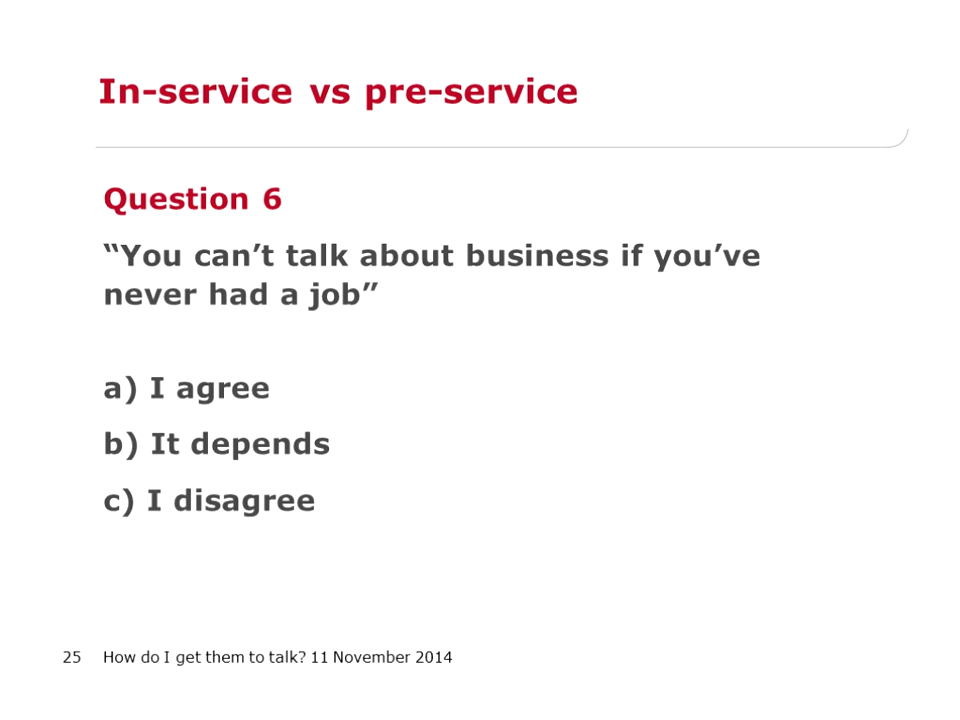 In-service vs pre-service
Question 6
“You can’t talk about business if you’ve
never had a job”
a) I agree
b) It depends
c) I disagree
25 How do I get them to talk? 11 November 2014